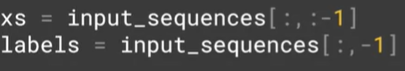 xs = input_sequences[:,:-1]
labels = input_sequences[:,-1]